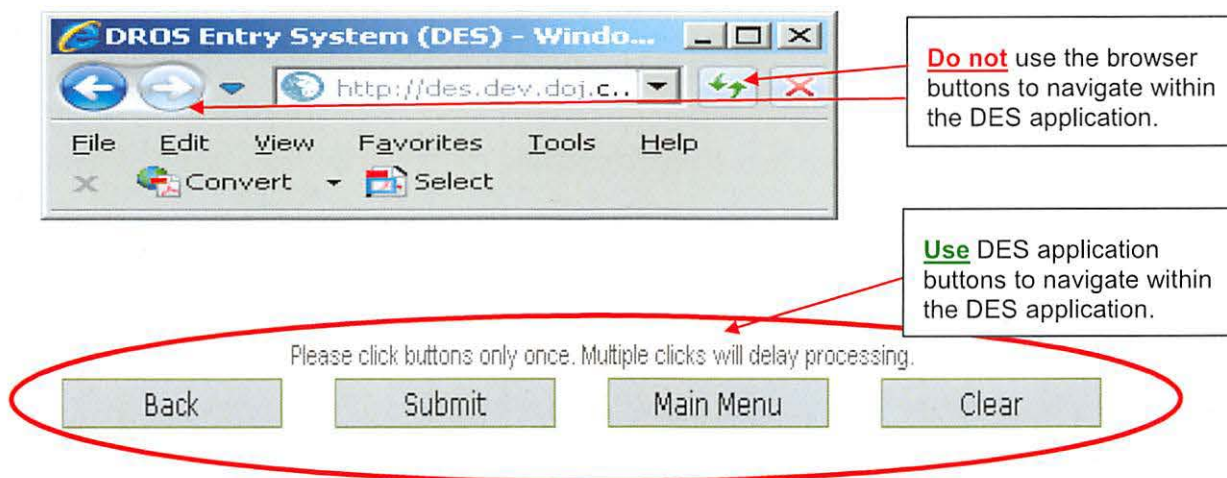 DROS Entry System (DES) - Windo...
http://des.dev.doj.c..
File Edit View Favorites Tools Help
Convert Select
Do not use the browser
buttons to navigate within
the DES application.
Use DES application
buttons to navigate within
the DES application.
Please click buttons only once. Multiple clicks will delay processing.
Back Submit Main Menu Clear